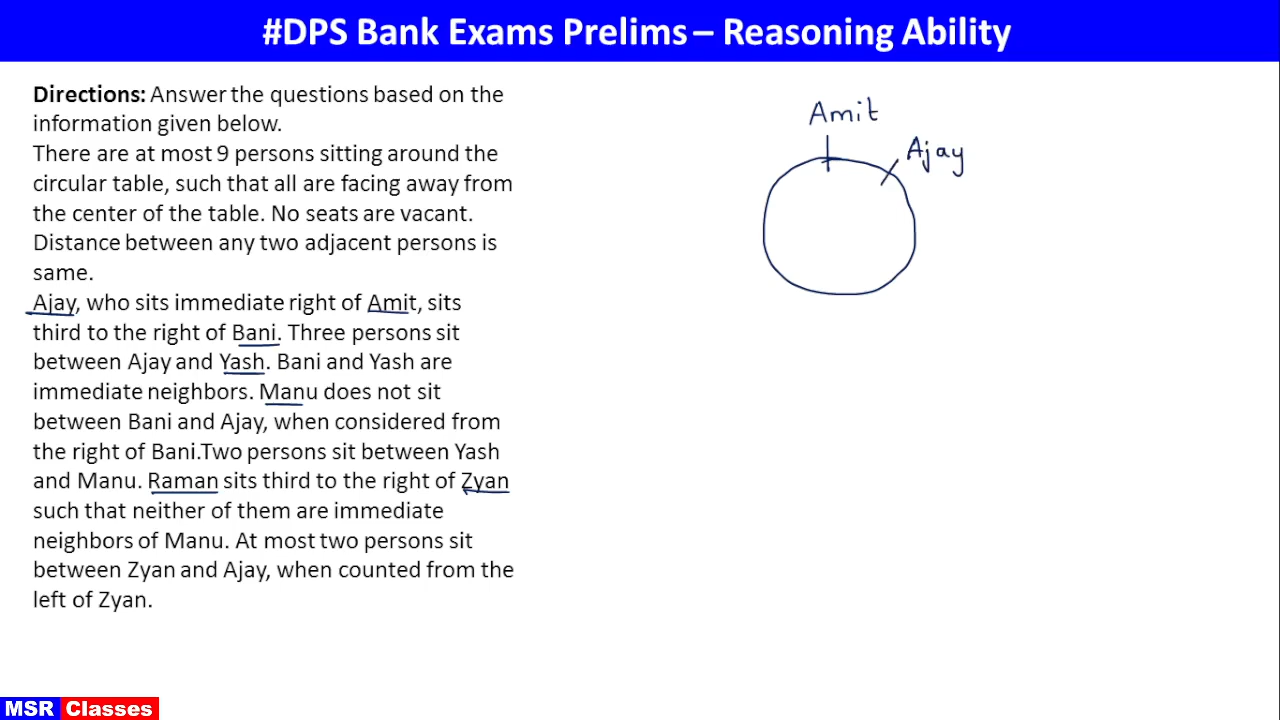 #DPS Bank Exams Prelims – Reasoning Ability
Directions: Answer the questions based on the
information given below.
There are at most 9 persons sitting around the
circular table, such that all are facing away from
the center of the table. No seats are vacant.
Distance between any two adjacent persons is
same.
Ajay, who sits immediate right of Amit, sits
third to the right of Bani. Three persons sit
between Ajay and Yash. Bani and Yash are
immediate neighbors. Manu does not sit
between Bani and Ajay, when considered from
the right of Bani.Two persons sit between Yash
and Manu. Raman sits third to the right of Zyan
such that neither of them are immediate
neighbors of Manu. At most two persons sit
between Zyan and Ajay, when counted from the
left of Zyan.
Amit
Ajay
MSR Classes